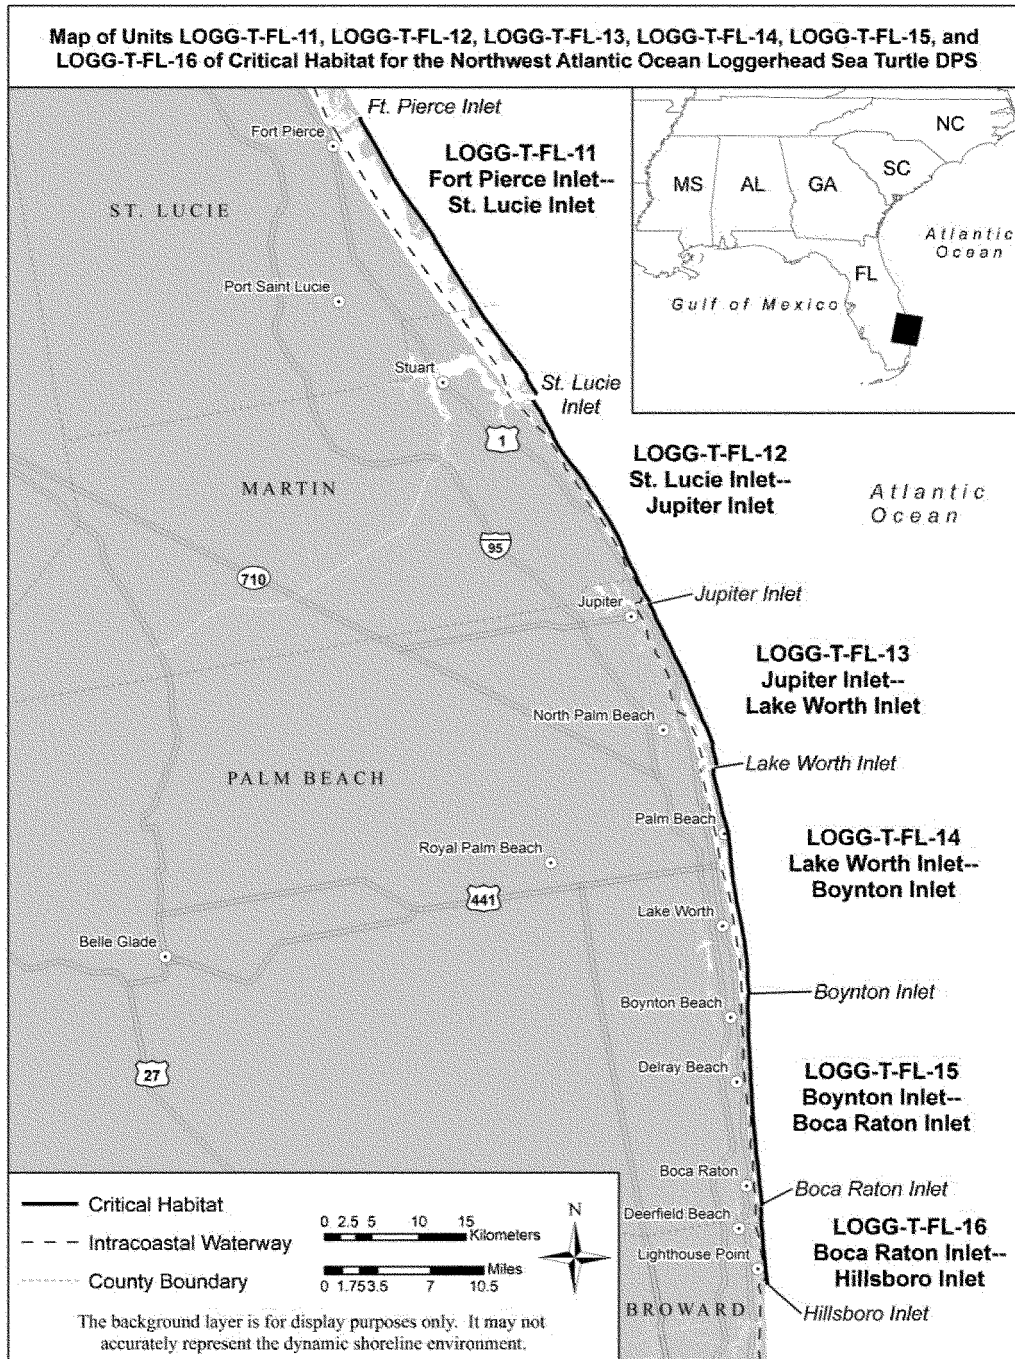 Map of Units LOGG-T-FL-11, LOGG-T-FL-12, LOGG-T-FL-13, LOGG-T-FL-14, LOGG-T-FL-15, and
LOGG-T-FL-16 of Critical Habitat for the Northwest Atlantic Ocean Loggerhead Sea Turtle DPS
Ft. Pierce Inlet
Fort Pierce
LOGG-T-FL-11
Fort Pierce Inlet--
St. Lucie Inlet
ST. LUCIE
Port Saint Lucie
Stuart
St. Lucie
Inlet
1
NC
SC
MS
AL
GA
Atlantic
Ocean
FL
Gulf of Mexico
LOGG-T-FL-12
St. Lucie Inlet--
Jupiter Inlet
MARTIN
Atlantic
Ocean
95
710
Jupiter
Jupiter Inlet
LOGG-T-FL-13
Jupiter Inlet--
Lake Worth Inlet
North Palm Beach
Lake Worth Inlet
PALM BEACH
Palm Beach
LOGG-T-FL-14
Lake Worth Inlet--
Boynton Inlet
Royal Palm Beach
441
Lake Worth
Belle Glade
Boynton Inlet
Boynton Beach
27
Delray Beach
LOGG-T-FL-15
Boynton Inlet--
Boca Raton Inlet
Boca Raton
Boca Raton Inlet
Deerfield Beach
LOGG-T-FL-16
Boca Raton Inlet--
Hillsboro Inlet
Lighthouse Point
Hillsboro Inlet
BROWARD
Critical Habitat
Intracoastal Waterway
County Boundary
0 2.5 5 10 15
Kilometers
Miles
0 1.75 3.5 7 10.5
N
The background layer is for display purposes only. It may not
accurately represent the dynamic shoreline environment.